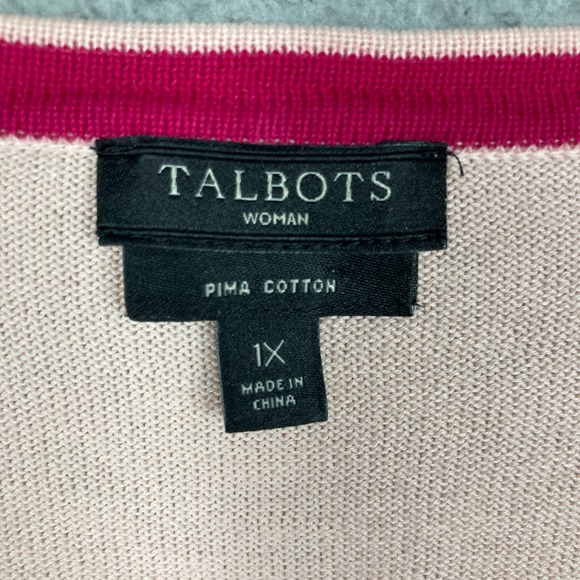 TALBOTS
WOMAN
PIMA COTTON
1X
MADE IN
CHINA